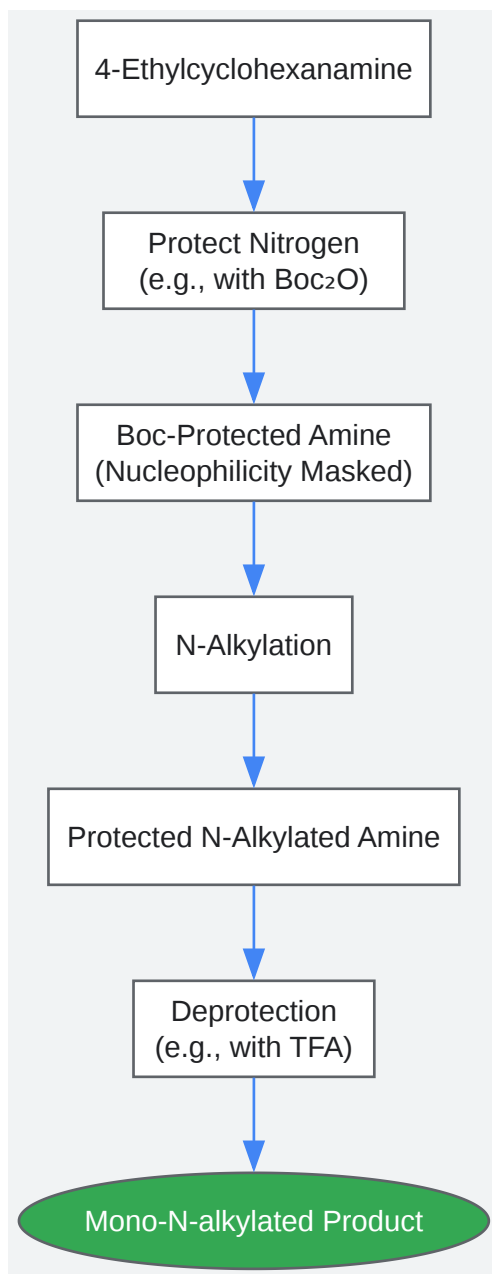 4-Ethylcyclohexanamine
Protect Nitrogen
(e.g., with Boc₂O)
Boc-Protected Amine
(Nucleophilicity Masked)
N-Alkylation
Protected N-Alkylated Amine
Deprotection
(e.g., with TFA)
Mono-N-alkylated Product